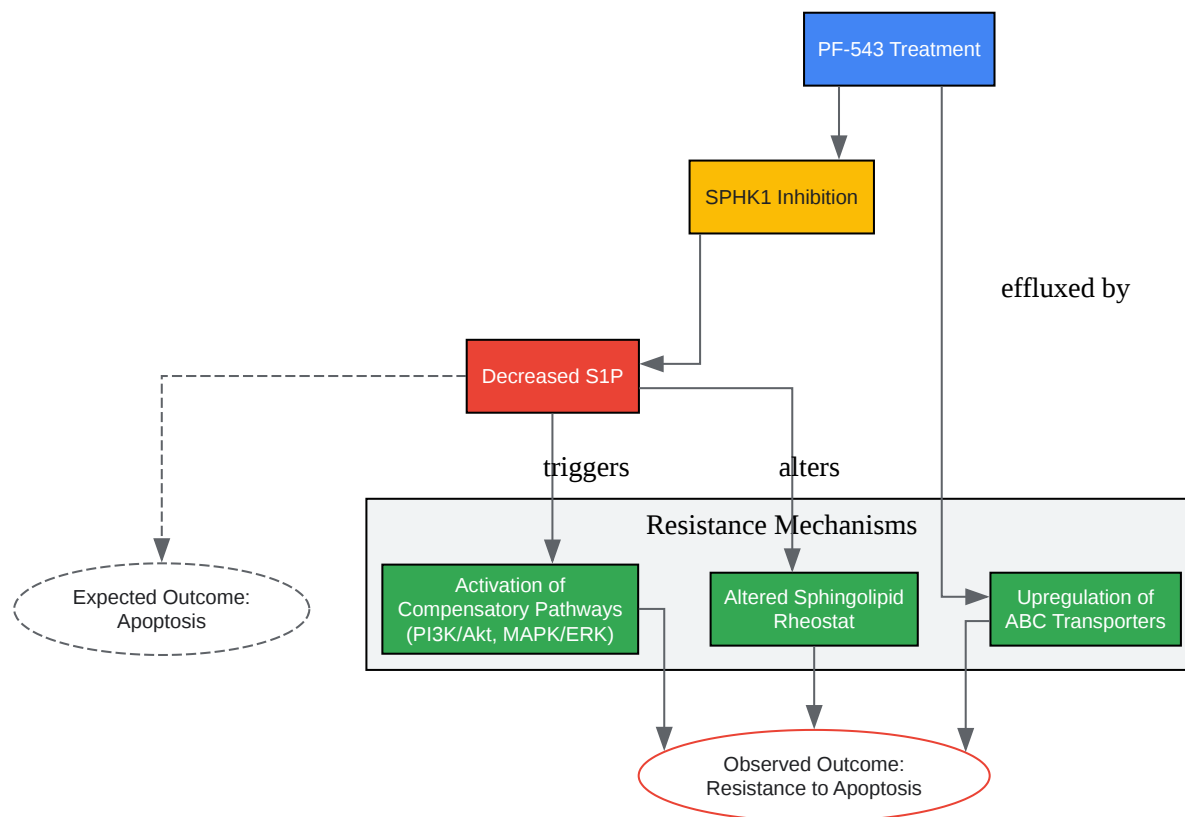 PF-543 Treatment
SPHK1 Inhibition
effluxed by
Decreased S1P
triggers
alters
Resistance Mechanisms
Expected Outcome:
Apoptosis
Activation of
Compensatory Pathways
(PI3K/Akt, MAPK/ERK)
Altered Sphingolipid
Rheostat
Upregulation of
ABC Transporters
Observed Outcome:
Resistance to Apoptosis